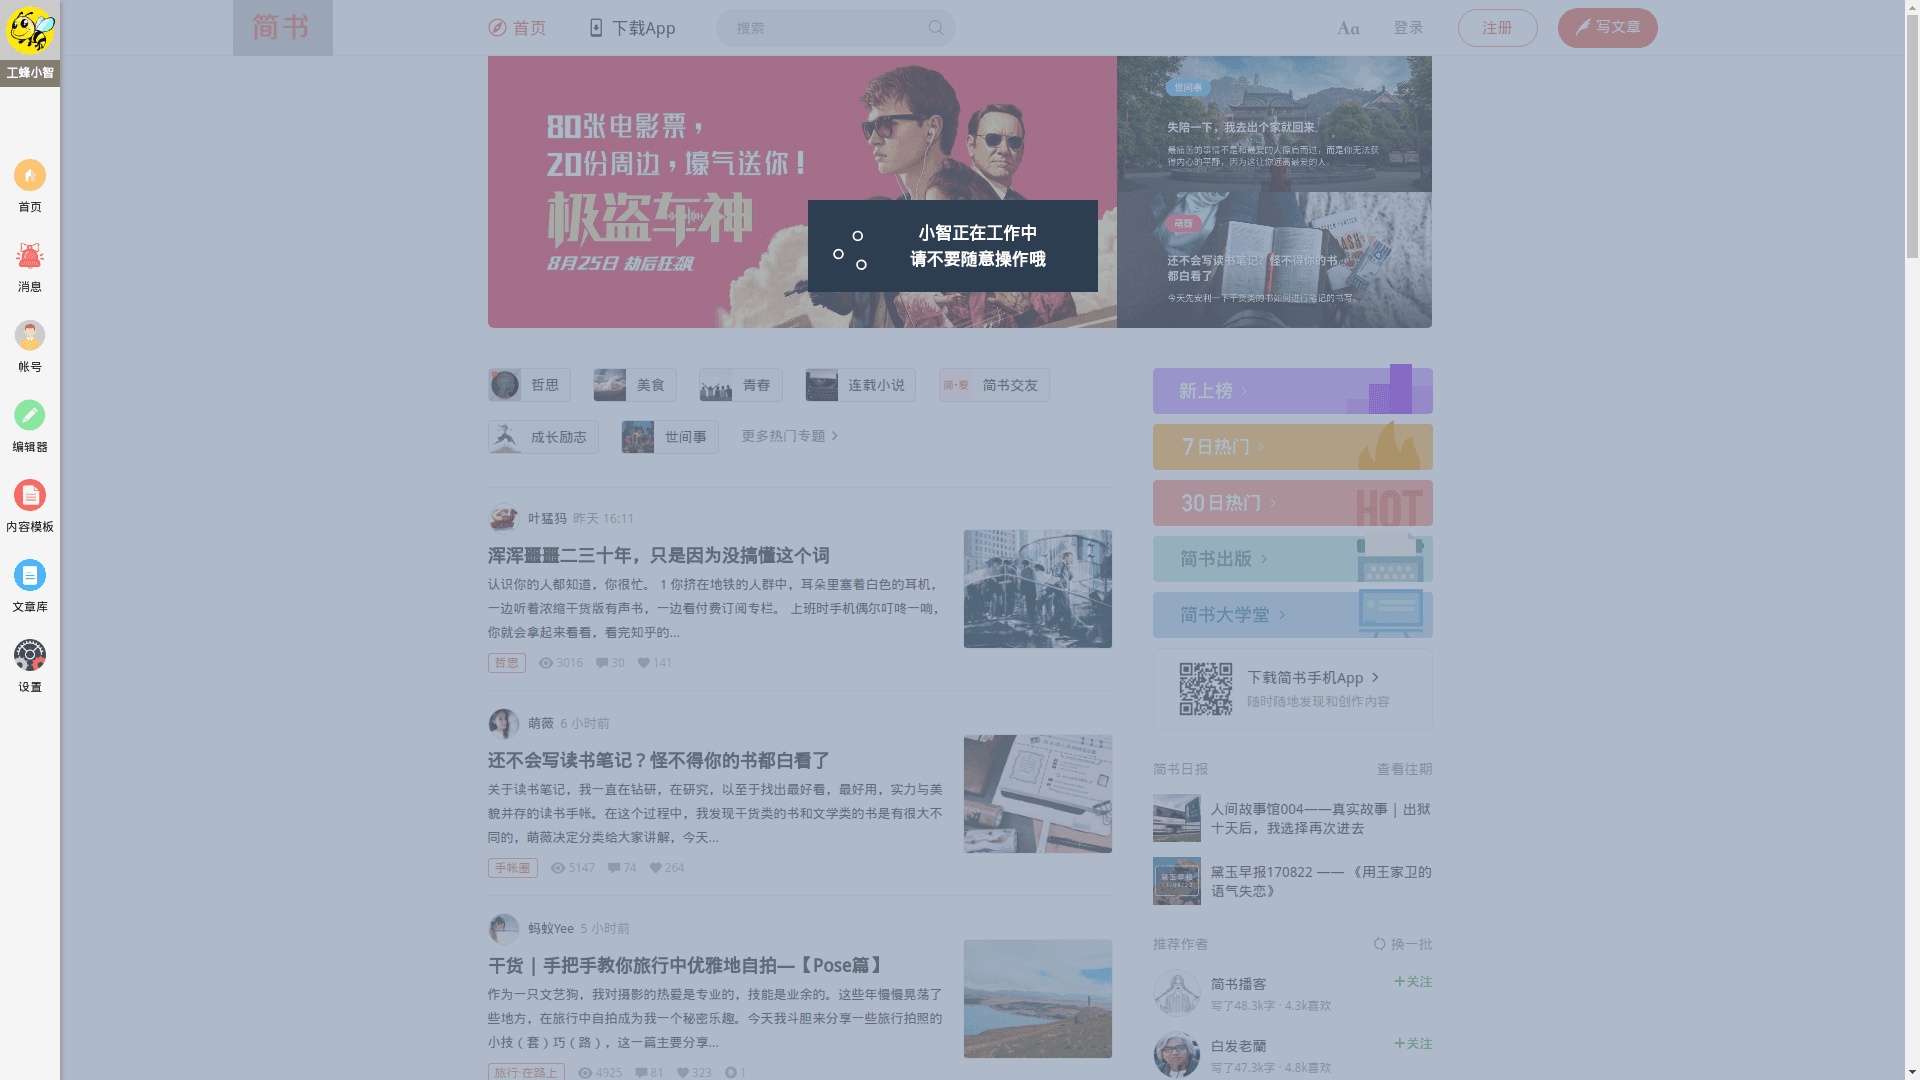 工蜂小智
首页
消息
帐号
编辑器
内容模板
文章库
设置
简书
首页
下载App
搜索
Aa
登录
注册
写文章
80张电影票，
20份周边，壕气送你！
极盗车神
8月25日 劫后狂飙
世间事
失陪一下，我去出个家就回来。
最痛苦的事情不是和最爱的人擦肩而过，而是你无法获
得内心的平静，因为这让你远离最爱的人。
萌薇
还不会写读书笔记？怪不得你的书
都白看了
今天先安利一下干货类的书如何进行笔记的书写。
小智正在工作中
请不要随意操作哦
哲思
美食
青春
连载小说
简书交友
成长励志
世间事
更多热门专题
叶猛犸 昨天 16:11
浑浑噩噩二三十年，只是因为没搞懂这个词
认识你的人都知道，你很忙。 1 你挤在地铁的人群中，耳朵里塞着白色的耳机，
一边听着浓缩干货版有声书，一边看付费订阅专栏。 上班时手机偶尔叮咚一响，
你就会拿起来看看，看完知乎的...
哲思 3016 30 141
萌薇 6 小时前
还不会写读书笔记？怪不得你的书都白看了
关于读书笔记，我一直在钻研，在研究，以至于找出最好看，最好用，实力与美
貌并存的读书手帐。在这个过程中，我发现干货类的书和文学类的书是有很大不
同的，萌薇决定分类给大家讲解，今天...
手帐圈 5147 74 264
蚂蚁Yee 5 小时前
干货 | 手把手教你旅行中优雅地自拍—【Pose篇】
作为一只文艺狗，我对摄影的热爱是专业的，技能是业余的。这些年慢慢晃荡了
些地方，在旅行中自拍成为我一个秘密乐趣。今天我斗胆来分享一些旅行拍照的
小技（套）巧（路），这一篇主要分享...
旅行·在路上 4925 81 323 1
新上榜
7日热门
30日热门
HOT
简书出版
简书大学堂
下载简书手机App
随时随地发现和创作内容
简书日报
查看往期
人间故事馆004——真实故事 | 出狱
十天后，我选择再次进去
黛玉早报170822 —— 《用王家卫的
语气失恋》
推荐作者
换一批
简书播客
+关注
写了48.3k字 · 4.3k喜欢
白发老蘭
+关注
写了47.3k字 · 4.8k喜欢